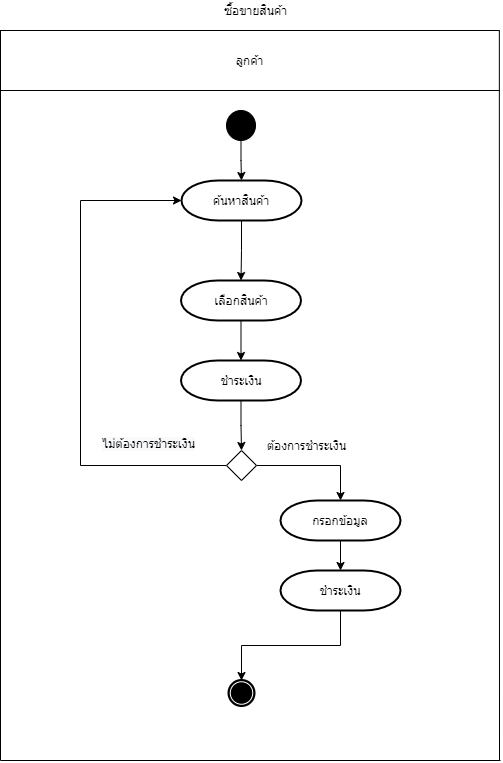 ซื้อขายสินค้า
ลูกค้า
ค้นหาสินค้า
เลือกสินค้า
ชำระเงิน
ไม่ต้องการชำระเงิน
ต้องการชำระเงิน
กรอกข้อมูล
ชำระเงิน